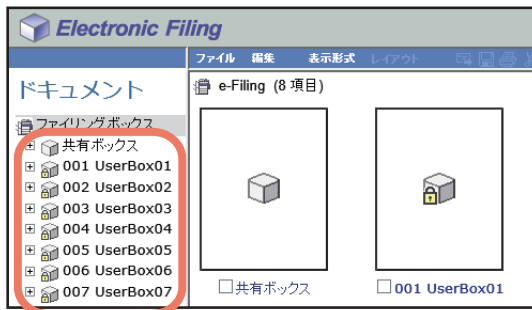 Electronic Filing
ファイル 編集 表示形式 レイアウト
ドキュメント
e-Filing (8 項目)
ファイリングボックス
共有ボックス
001 UserBox01
002 UserBox02
003 UserBox03
004 UserBox04
005 UserBox05
006 UserBox06
007 UserBox07
共有ボックス
001 UserBox01